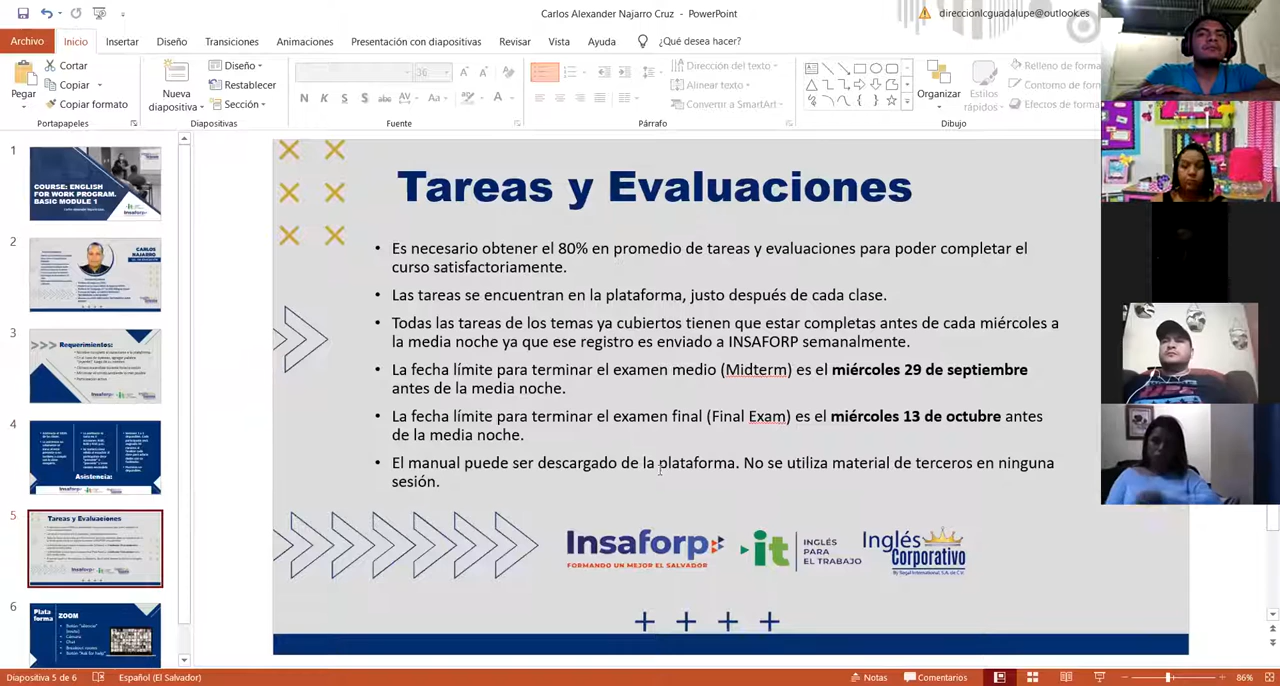 Carlos Alexander Najarro Cruz - PowerPoint
direccionlcguadalupe@outlook.es
Archivo Inicio Insertar Diseño Transiciones Animaciones Presentación con diapositivas Revisar Vista Ayuda ¿Qué desea hacer?
Pegar
Cortar
Copiar
Copiar formato
Portapapeles
Nueva
diapositiva
Diseño
Restablecer
Sección
Diapositivas
36
N K S S abc AV Aa A
Fuente
Dirección del texto
Alinear texto
Convertir a SmartArt
Párrafo
Organizar
Estilos
rápidos
Relleno de forma
Contorno de forma
Efectos de forma
Dibujo
1
COURSE: ENGLISH
FOR WORK PROGRAM.
BASIC MODULE 1
2
CARLOS
NAJARRO
3
Requerimientos:
4
Asistencia:
5
Tareas y Evaluaciones
6
Plata
forma
ZOOM
Tareas y Evaluaciones
• Es necesario obtener el 80% en promedio de tareas y evaluaciones para poder completar el
curso satisfactoriamente.
• Las tareas se encuentran en la plataforma, justo después de cada clase.
• Todas las tareas de los temas ya cubiertos tienen que estar completas antes de cada miércoles a
la media noche ya que ese registro es enviado a INSAFORP semanalmente.
• La fecha límite para terminar el examen medio (Midterm) es el miércoles 29 de septiembre
antes de la media noche.
• La fecha límite para terminar el examen final (Final Exam) es el miércoles 13 de octubre antes
de la media noche.
• El manual puede ser descargado de la plataforma. No se utiliza material de terceros en ninguna
sesión.
Insaforp
FORMANDO UN MEJOR EL SALVADOR
it
INGLÉS
PARA
EL TRABAJO
Inglés
Corporativo
Diapositiva 5 de 6 Español (El Salvador) Notas Comentarios 86%